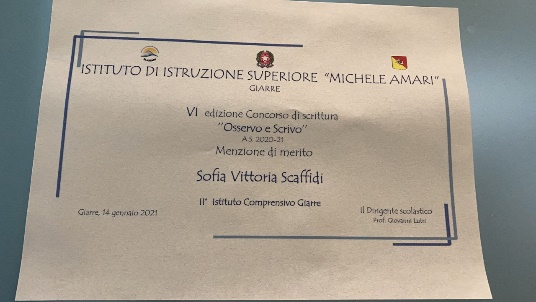 ISTITUTO DI ISTRUZIONE SUPERIORE "MICHELE AMARI"
GIARRE
VI edizione Concorso di scrittura
"Osservo e Scrivo"
A.S. 2020-21
Menzione di merito
Sofia Vittoria Scaffidi
II° Istituto Comprensivo Giarre
Giarre, 14 gennaio 2021
Il Dirigente scolastico
Prof. Giovanni